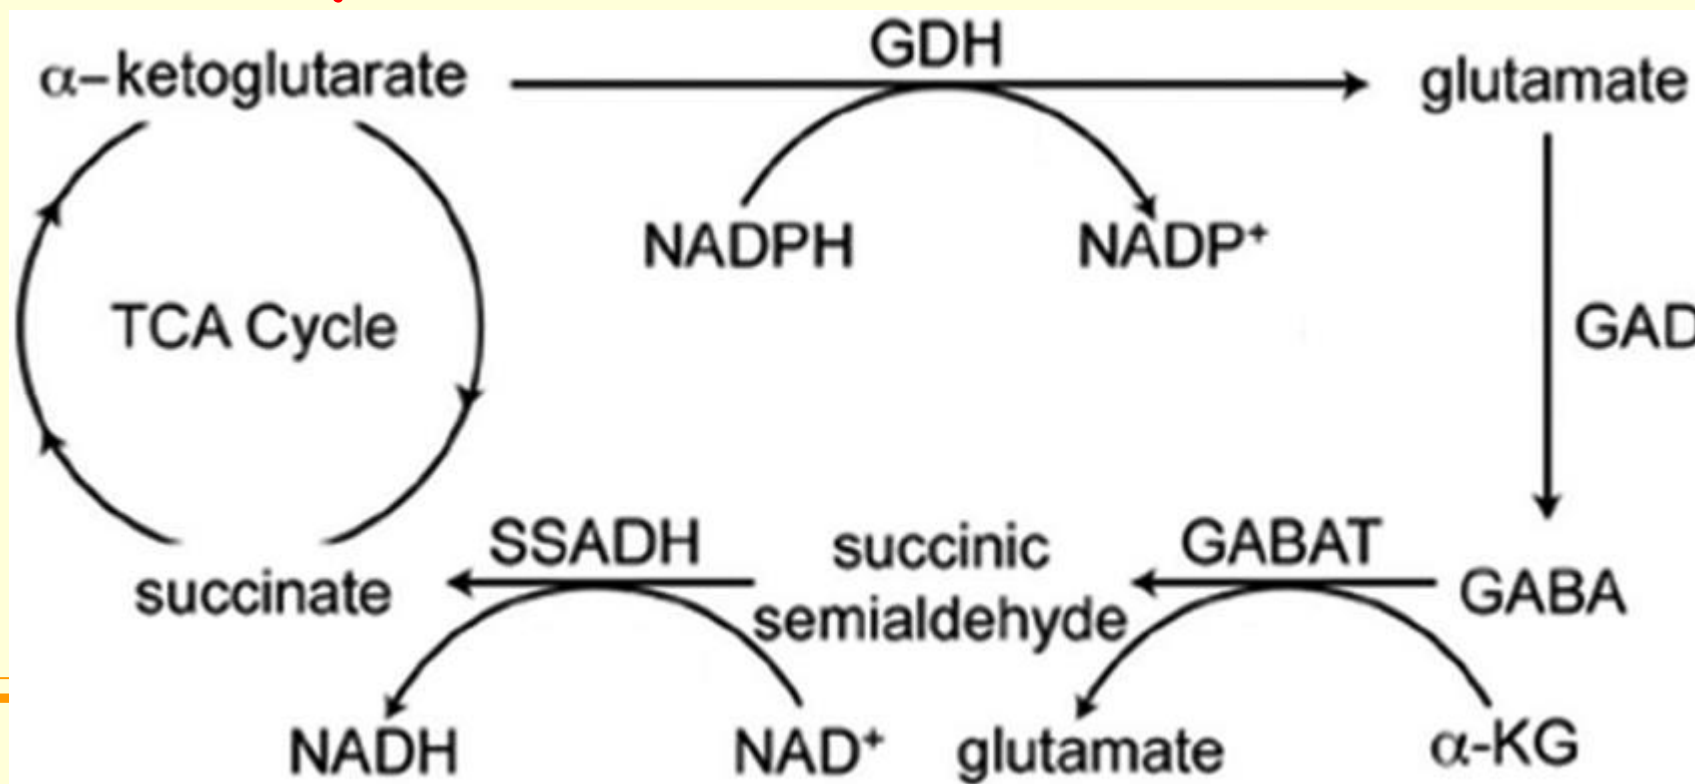 GDH
α–ketoglutarate
glutamate
NADPH
NADP⁺
TCA Cycle
GAD
SSADH
succinic
semialdehyde
GABAT
succinate
GABA
NADH
NAD⁺
glutamate
α-KG